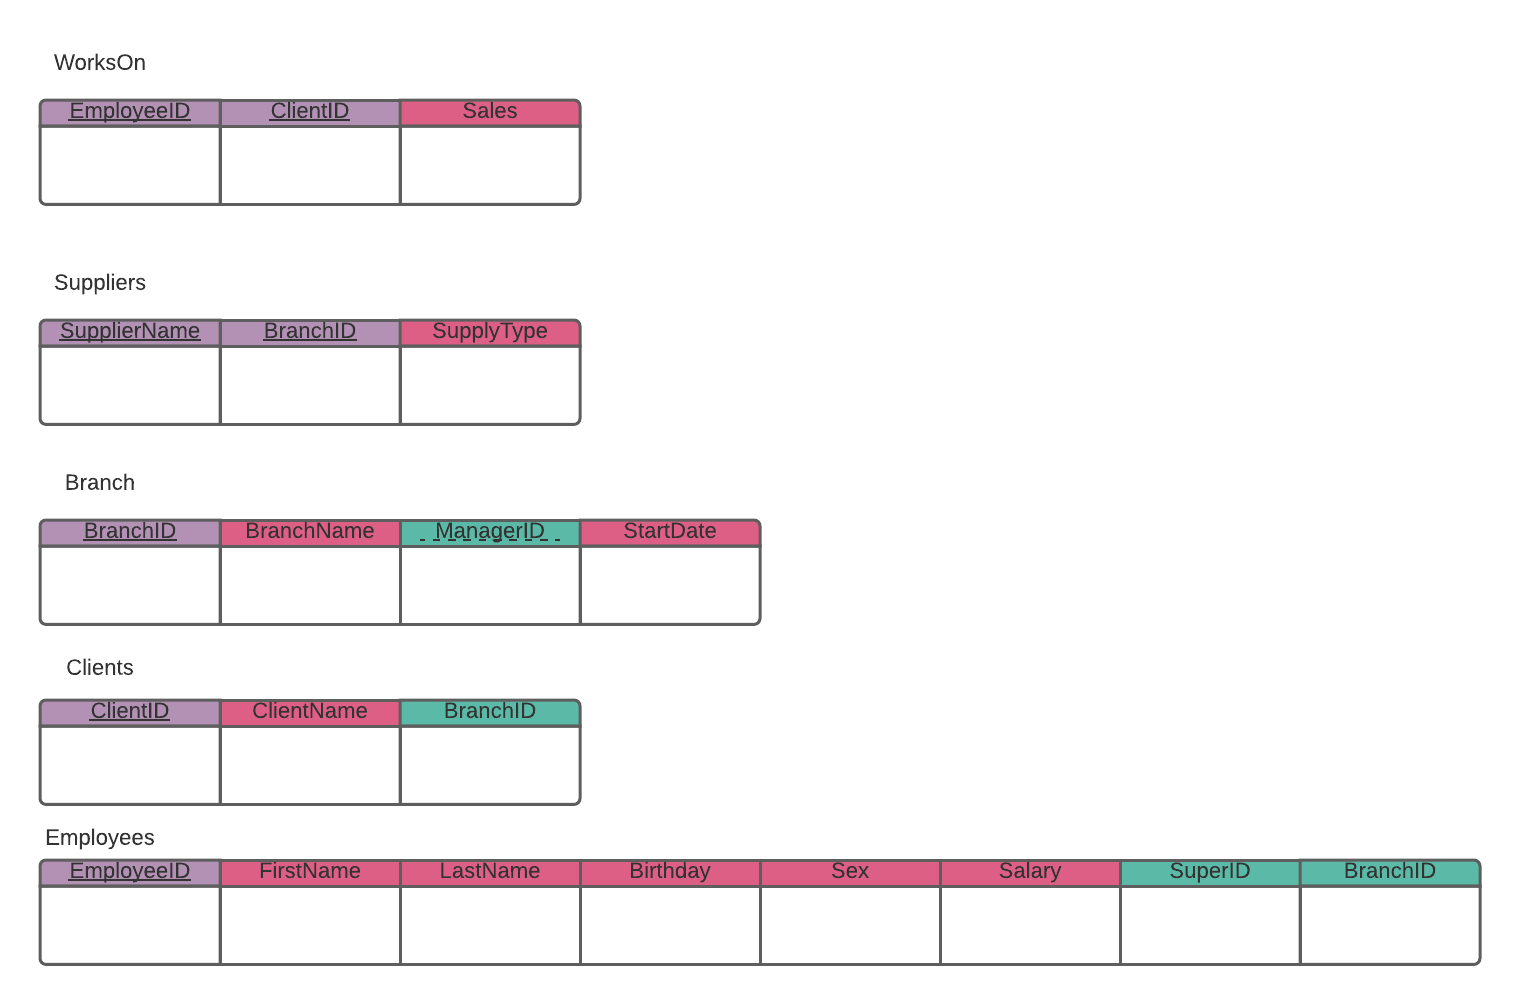 WorksOn
EmployeeID ClientID Sales
Suppliers
SupplierName BranchID SupplyType
Branch
BranchID BranchName ManagerID StartDate
Clients
ClientID ClientName BranchID
Employees
EmployeeID FirstName LastName Birthday Sex Salary SuperID BranchID